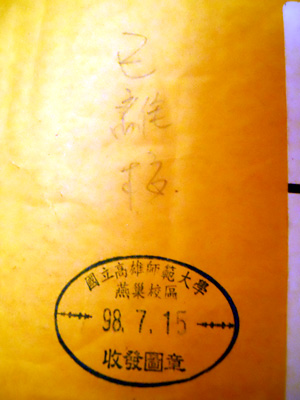 已
離
校
國立高雄師範大學
燕巢校區
98. 7. 15
收發圖章